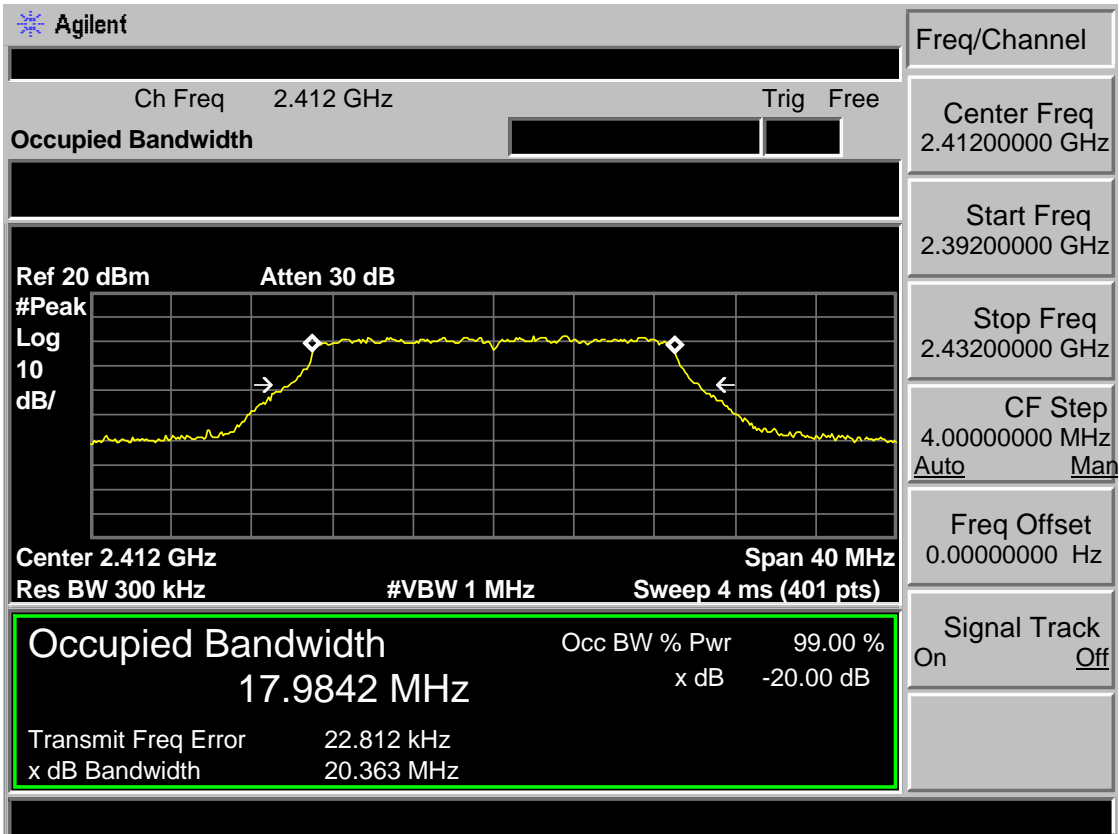 Agilent
Freq/Channel
Ch Freq 2.412 GHz Trig Free
Occupied Bandwidth
Center Freq
2.41200000 GHz
Start Freq
2.39200000 GHz
Stop Freq
2.43200000 GHz
CF Step
4.00000000 MHz
Auto Man
Freq Offset
0.00000000 Hz
Signal Track
On Off
Ref 20 dBm Atten 30 dB
#Peak
Log
10
dB/
Center 2.412 GHz Span 40 MHz
Res BW 300 kHz #VBW 1 MHz Sweep 4 ms (401 pts)
Occupied Bandwidth Occ BW % Pwr 99.00 %
17.9842 MHz x dB -20.00 dB
Transmit Freq Error 22.812 kHz
x dB Bandwidth 20.363 MHz